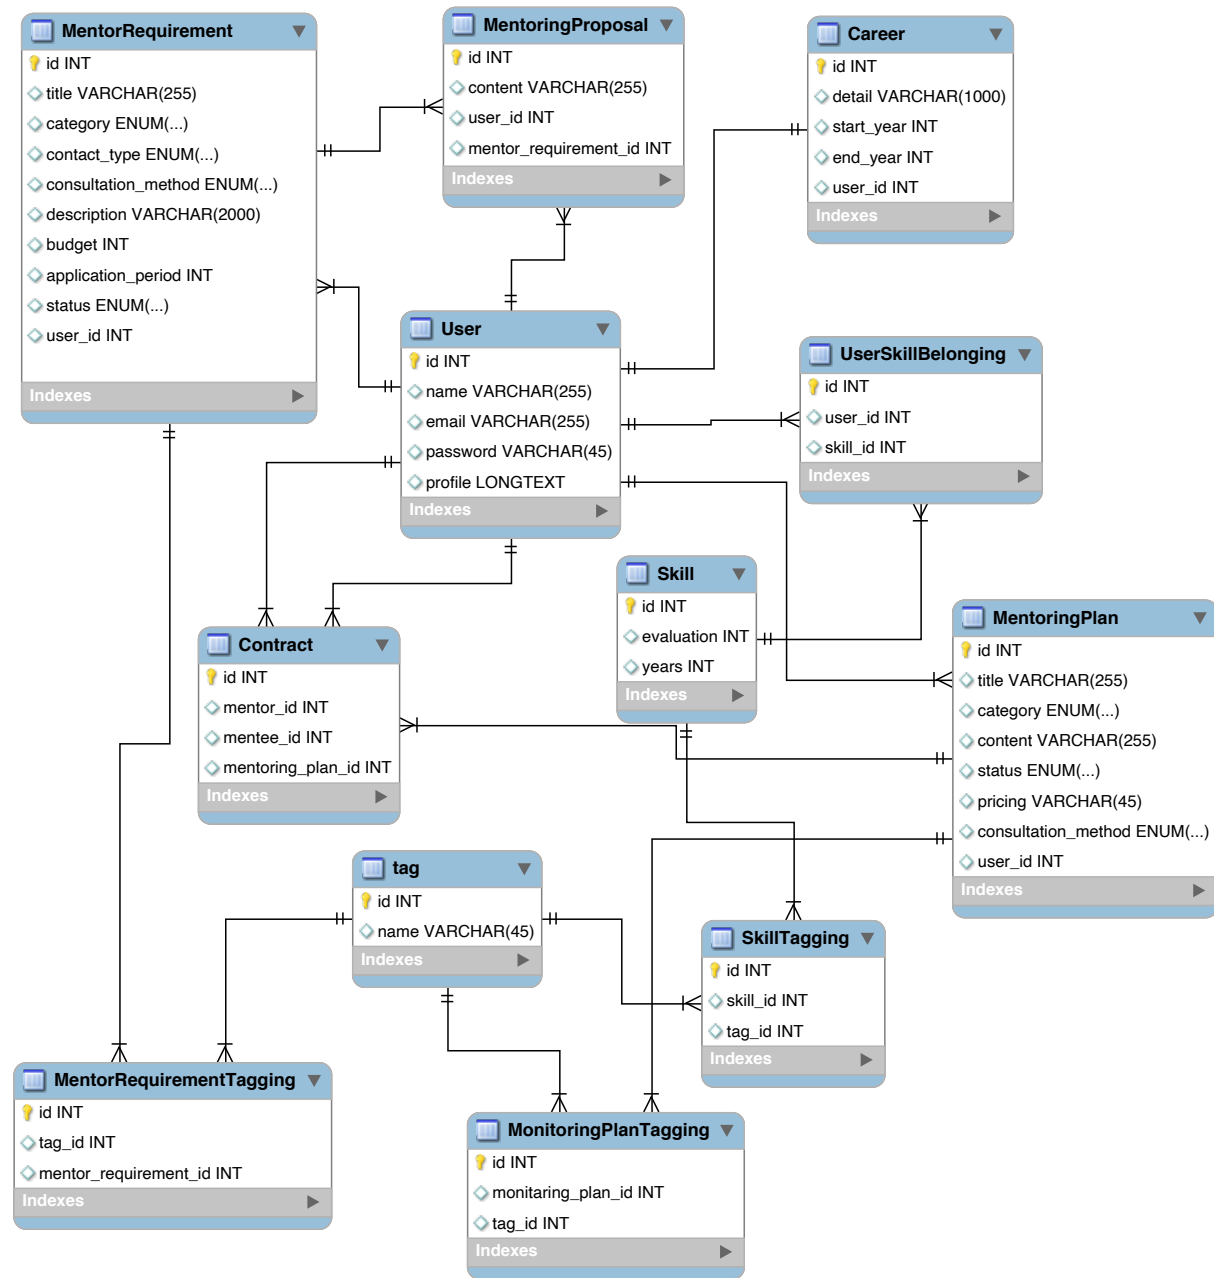 MentorRequirement
id INT
title VARCHAR(255)
category ENUM(...)
contact_type ENUM(...)
consultation_method ENUM(...)
description VARCHAR(2000)
budget INT
application_period INT
status ENUM(...)
user_id INT
Indexes
MentoringProposal
id INT
content VARCHAR(255)
user_id INT
mentor_requirement_id INT
Indexes
Career
id INT
detail VARCHAR(1000)
start_year INT
end_year INT
user_id INT
Indexes
User
id INT
name VARCHAR(255)
email VARCHAR(255)
password VARCHAR(45)
profile LONGTEXT
Indexes
UserSkillBelonging
id INT
user_id INT
skill_id INT
Indexes
Skill
id INT
evaluation INT
years INT
Indexes
Contract
id INT
mentor_id INT
mentee_id INT
mentoring_plan_id INT
Indexes
MentoringPlan
id INT
title VARCHAR(255)
category ENUM(...)
content VARCHAR(255)
status ENUM(...)
pricing VARCHAR(45)
consultation_method ENUM(...)
user_id INT
Indexes
tag
id INT
name VARCHAR(45)
Indexes
SkillTagging
id INT
skill_id INT
tag_id INT
Indexes
MentorRequirementTagging
id INT
tag_id INT
mentor_requirement_id INT
Indexes
MonitoringPlanTagging
id INT
monitaring_plan_id INT
tag_id INT
Indexes